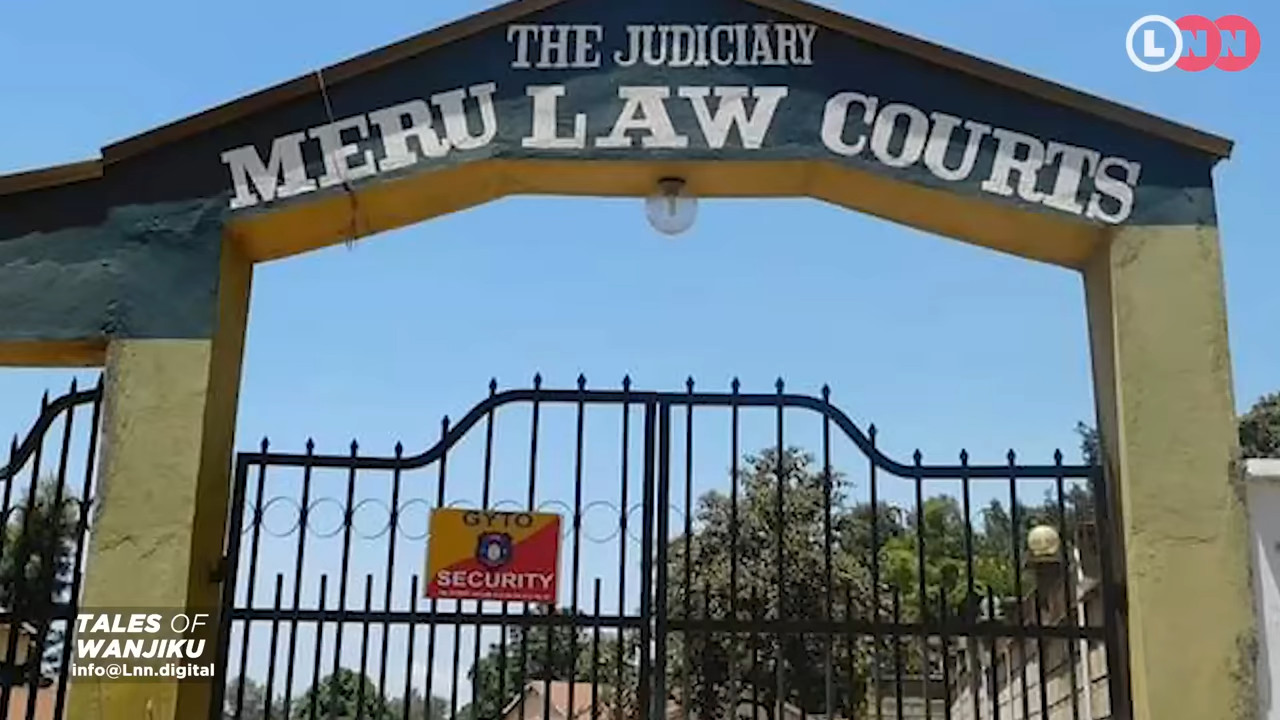 THE JUDICIARY
LNN
MERU LAW COURTS
GYTO
SECURITY
TALES OF
WANJIKU
info@Lnn.digital